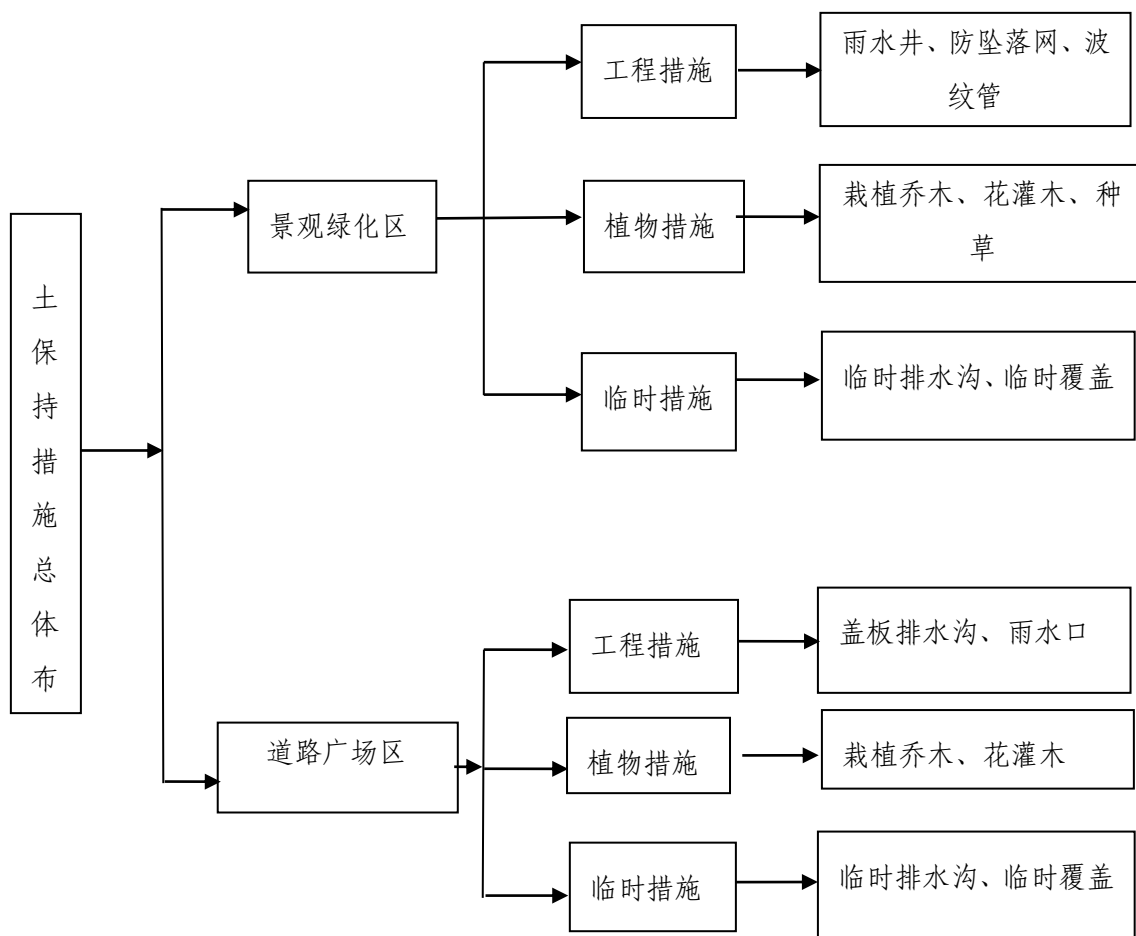 土保持措施总体布
景观绿化区
工程措施
雨水井、防坠落网、波
纹管
植物措施
栽植乔木、花灌木、种
草
临时措施
临时排水沟、临时覆盖
道路广场区
工程措施
盖板排水沟、雨水口
植物措施
栽植乔木、花灌木
临时措施
临时排水沟、临时覆盖